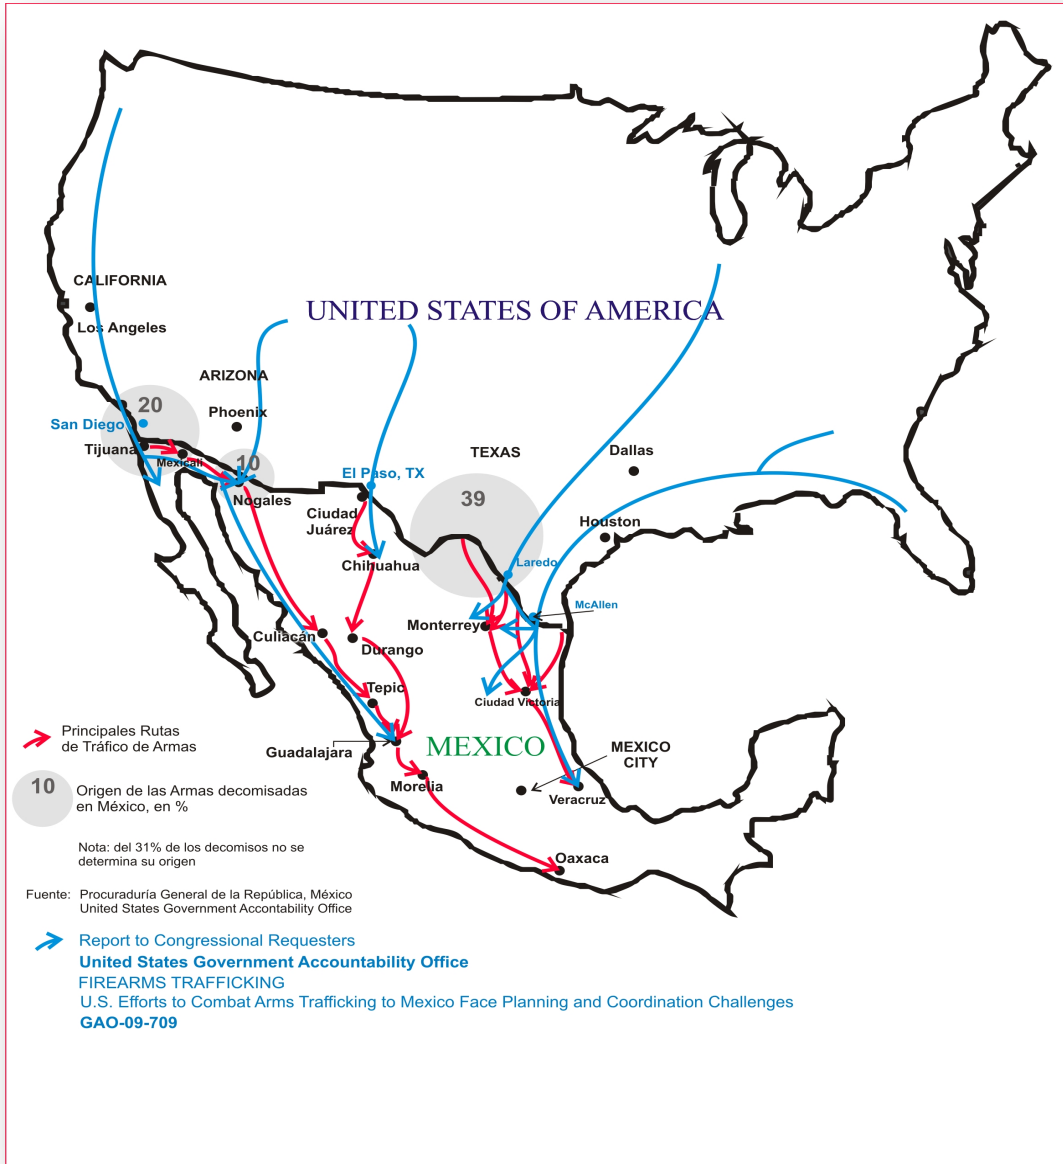 CALIFORNIA
Los Angeles
UNITED STATES OF AMERICA
ARIZONA
20
Phoenix
San Diego
Tijuana
Mexicali
10
Nogales
El Paso, TX
Ciudad
Juárez
Chihuahua
TEXAS
Dallas
39
Houston
Laredo
McAllen
Monterrey
Culiacán
Durango
Tepic
Ciudad Victoria
Guadalajara
MEXICO
MEXICO
CITY
Morelia
Veracruz
Oaxaca
Principales Rutas
de Tráfico de Armas
10
Origen de las Armas decomisadas
en México, en %
Nota: del 31% de los decomisos no se
determina su origen
Fuente: Procuraduría General de la República, México
United States Government Accontability Office
Report to Congressional Requesters
United States Government Accountability Office
FIREARMS TRAFFICKING
U.S. Efforts to Combat Arms Trafficking to Mexico Face Planning and Coordination Challenges
GAO-09-709